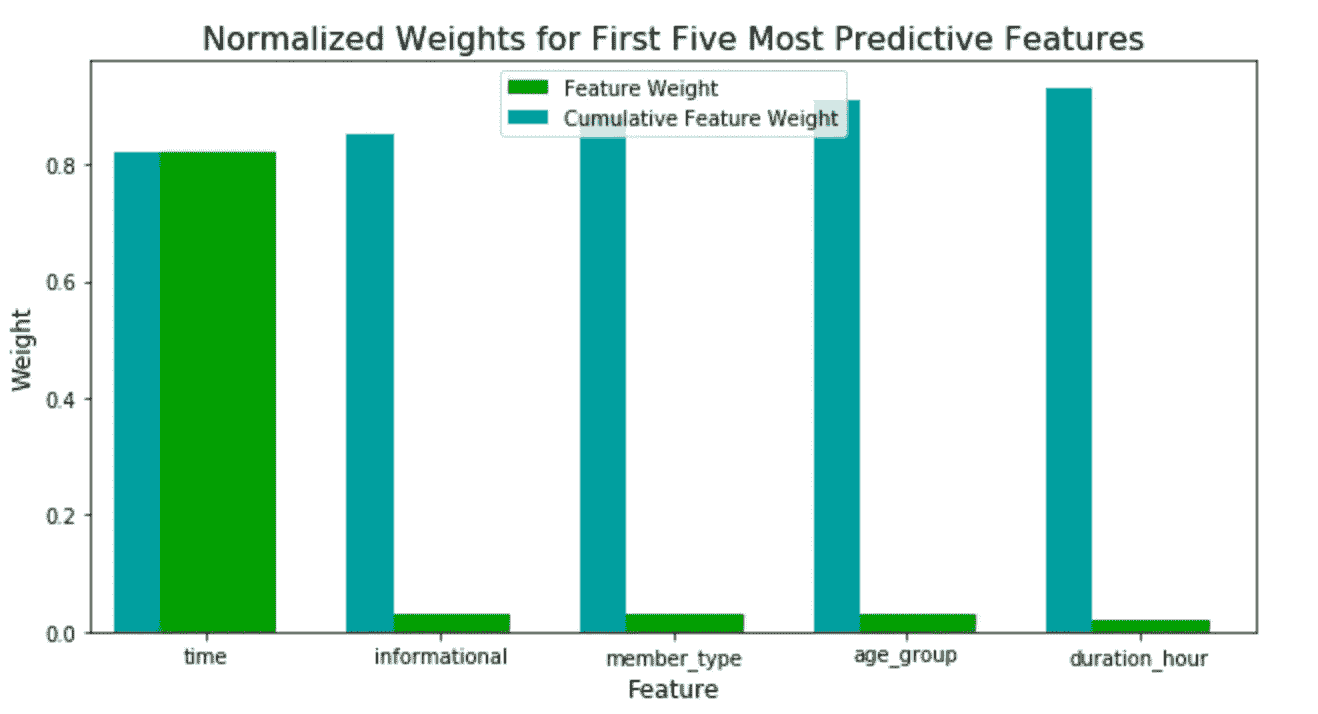 Normalized Weights for First Five Most Predictive Features
Feature Weight
Cumulative Feature Weight
0.8
0.6
0.4
0.2
0.0
Weight
time
informational
member_type
age_group
duration_hour
Feature